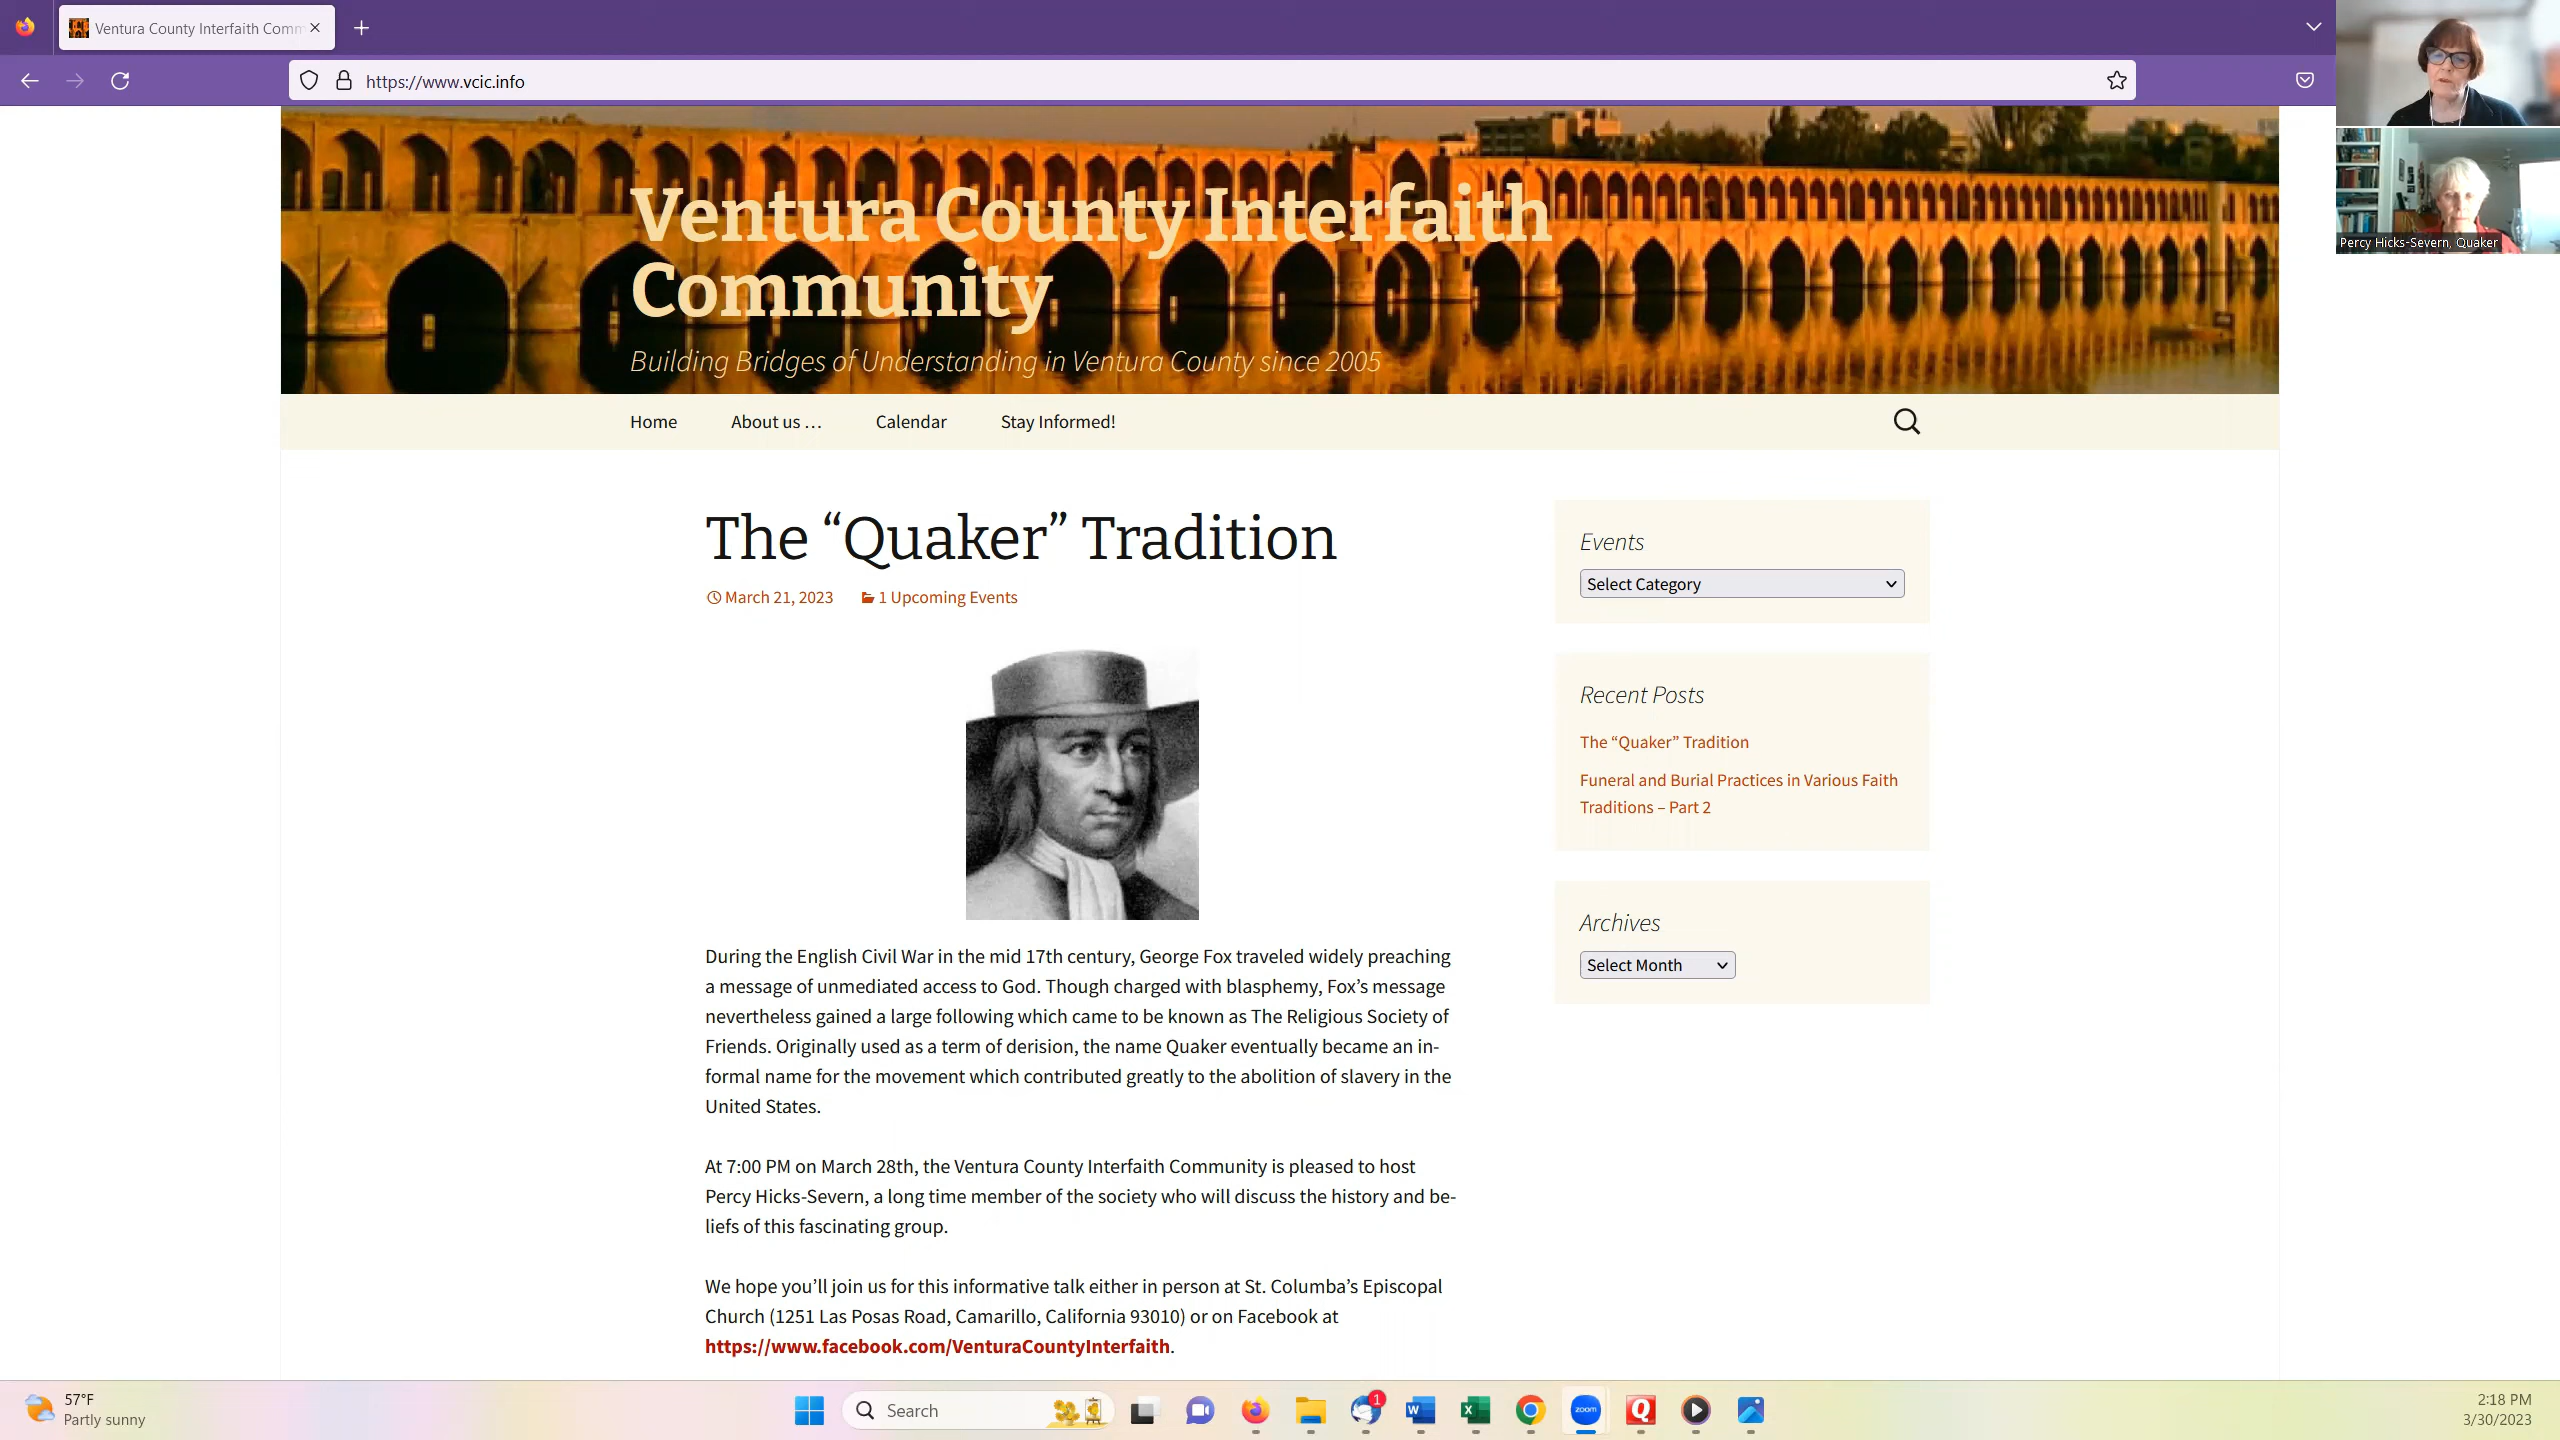 Ventura County Interfaith Comm
https://www.vcic.info
Percy Hicks-Severn, Quaker
Ventura County Interfaith
Community
Building Bridges of Understanding in Ventura County since 2005
Home About us … Calendar Stay Informed!
The “Quaker” Tradition
March 21, 2023 1 Upcoming Events
During the English Civil War in the mid 17th century, George Fox traveled widely preaching
a message of unmediated access to God. Though charged with blasphemy, Fox’s message
nevertheless gained a large following which came to be known as The Religious Society of
Friends. Originally used as a term of derision, the name Quaker eventually became an in-
formal name for the movement which contributed greatly to the abolition of slavery in the
United States.
At 7:00 PM on March 28th, the Ventura County Interfaith Community is pleased to host
Percy Hicks-Severn, a long time member of the society who will discuss the history and be-
liefs of this fascinating group.
We hope you’ll join us for this informative talk either in person at St. Columba’s Episcopal
Church (1251 Las Posas Road, Camarillo, California 93010) or on Facebook at
https://www.facebook.com/VenturaCountyInterfaith.
Events
Select Category
Recent Posts
The “Quaker” Tradition
Funeral and Burial Practices in Various Faith
Traditions – Part 2
Archives
Select Month
57°F
Partly sunny
Search
1
W
X
zoom
Q
2:18 PM
3/30/2023